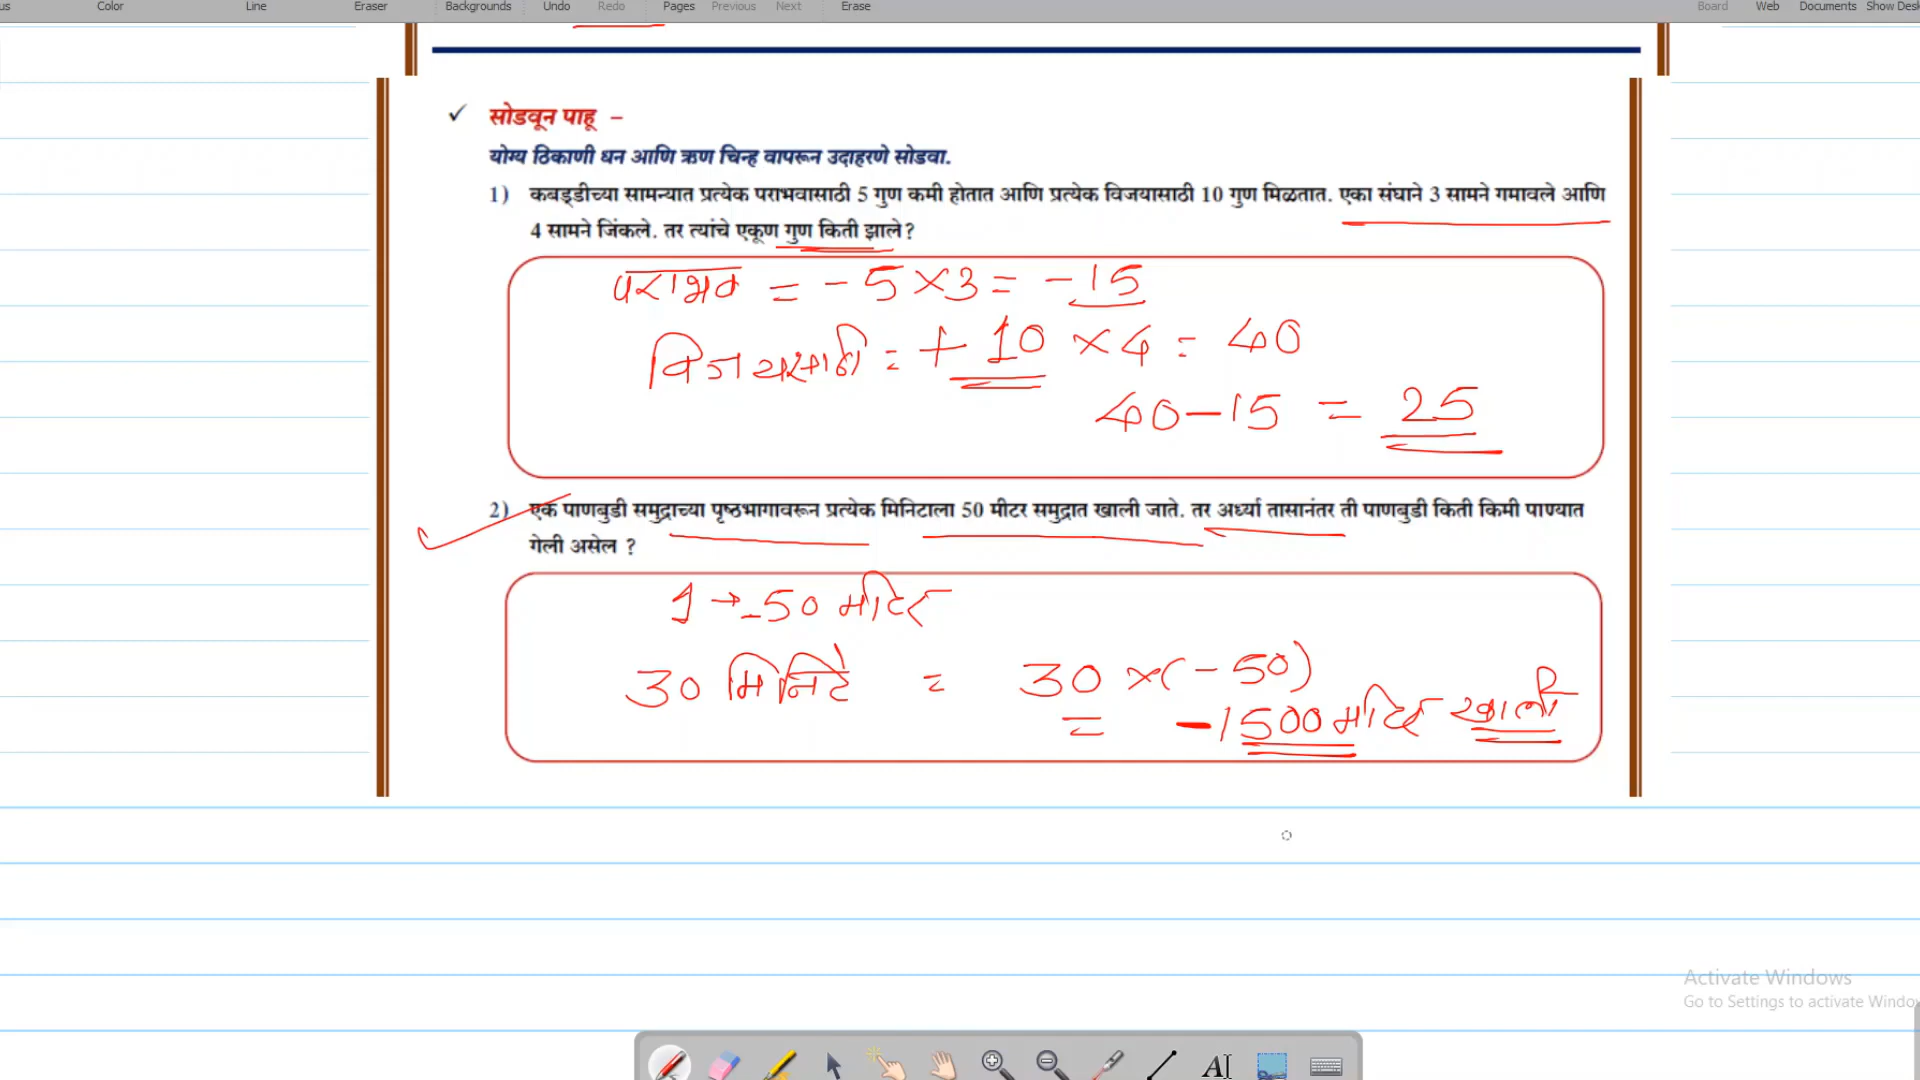 Color Line Eraser Backgrounds Undo Redo Pages Previous Next Erase Board Web Documents Show Desk
✓ सोडवून पाहू –
योग्य ठिकाणी धन आणि ऋण चिन्ह वापरून उदाहरणे सोडवा.
1) कबड्डीच्या सामन्यात प्रत्येक पराभवासाठी 5 गुण कमी होतात आणि प्रत्येक विजयासाठी 10 गुण मिळतात. एका संघाने 3 सामने गमावले आणि
4 सामने जिंकले. तर त्यांचे एकूण गुण किती झाले?
पराभव = - 5 × 3 = - 15
विजयासाठी = + 10 × 4 = 40
40 - 15 = 25
2) एक पाणबुडी समुद्राच्या पृष्ठभागावरून प्रत्येक मिनिटाला 50 मीटर समुद्रात खाली जाते. तर अर्ध्या तासानंतर ती पाणबुडी किती किमी पाण्यात
गेली असेल ?
1 → -50 मीटर
30 मिनिटे = 30 ×( - 50)
= -1500 मीटर खाली
Activate Windows
Go to Settings to activate Windo